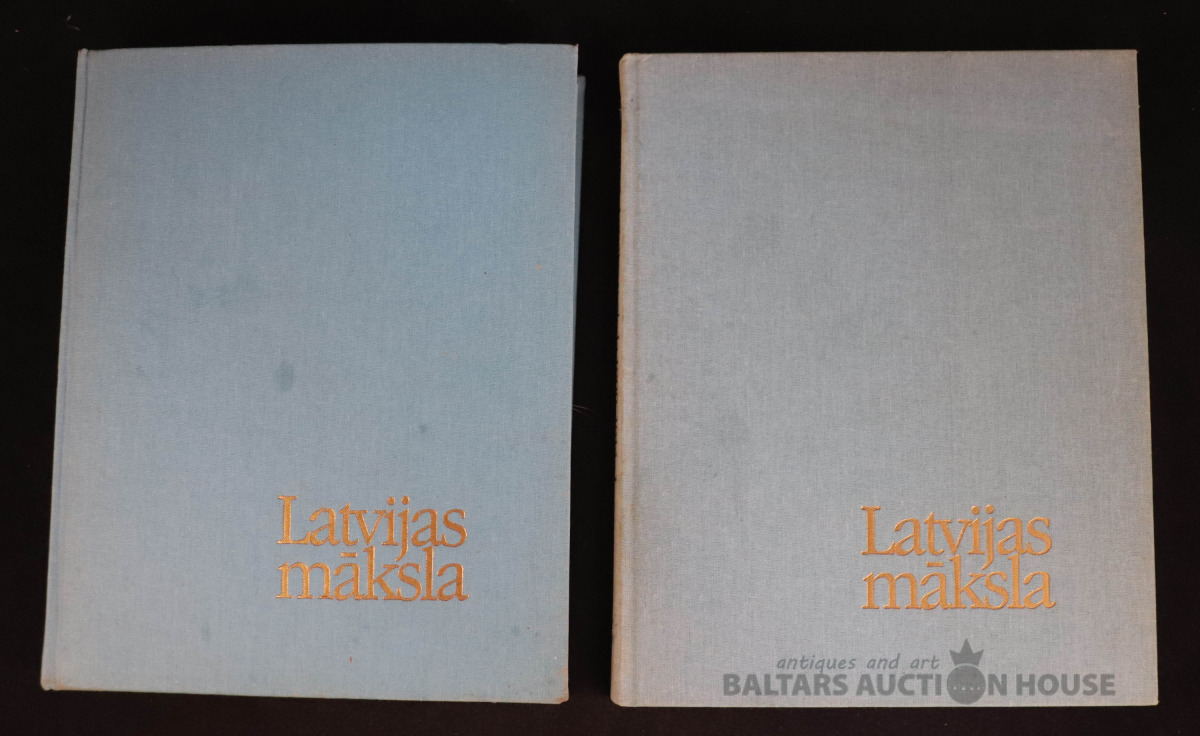 Latvijas
māksla
Latvijas
māksla
antiques and art
BALTARS AUCTION HOUSE